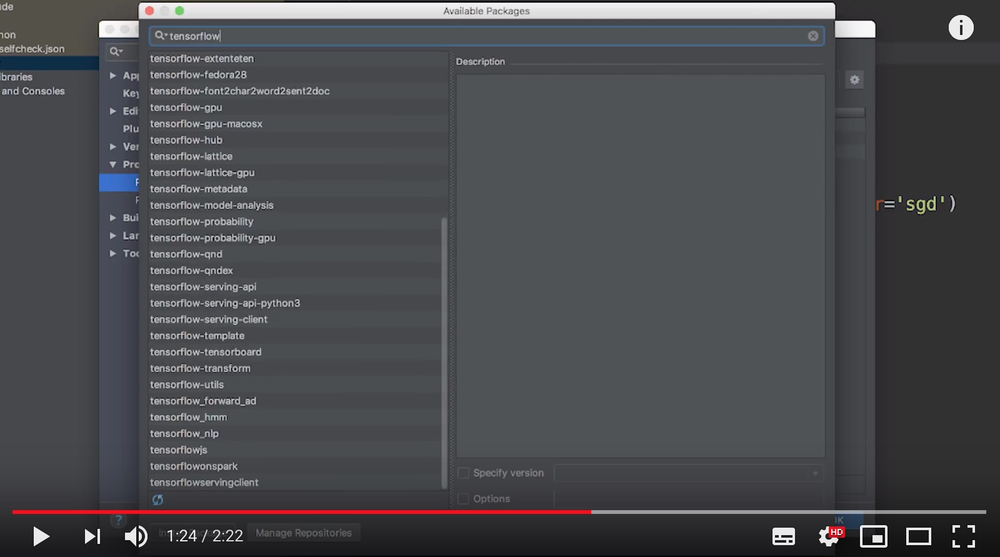 ude
Available Packages
non
selfcheck.json
tensorflow
ibraries
and Consoles
App
Key
Edi
Plu
Ver
Pro
Bui
Lan
Too
tensorflow-extenteten
tensorflow-fedora28
tensorflow-font2char2word2sent2doc
tensorflow-gpu
tensorflow-gpu-macosx
tensorflow-hub
tensorflow-lattice
tensorflow-lattice-gpu
tensorflow-metadata
tensorflow-model-analysis
tensorflow-probability
tensorflow-probability-gpu
tensorflow-qnd
tensorflow-qndex
tensorflow-serving-api
tensorflow-serving-api-python3
tensorflow-serving-client
tensorflow-template
tensorflow-tensorboard
tensorflow-transform
tensorflow-utils
tensorflow_forward_ad
tensorflow_hmm
tensorflow_nlp
tensorflowjs
tensorflowonspark
tensorflowservingclient
Description
r='sgd')
Specify version
Options
?
OK
Manage Repositories
1:24 / 2:22
HD